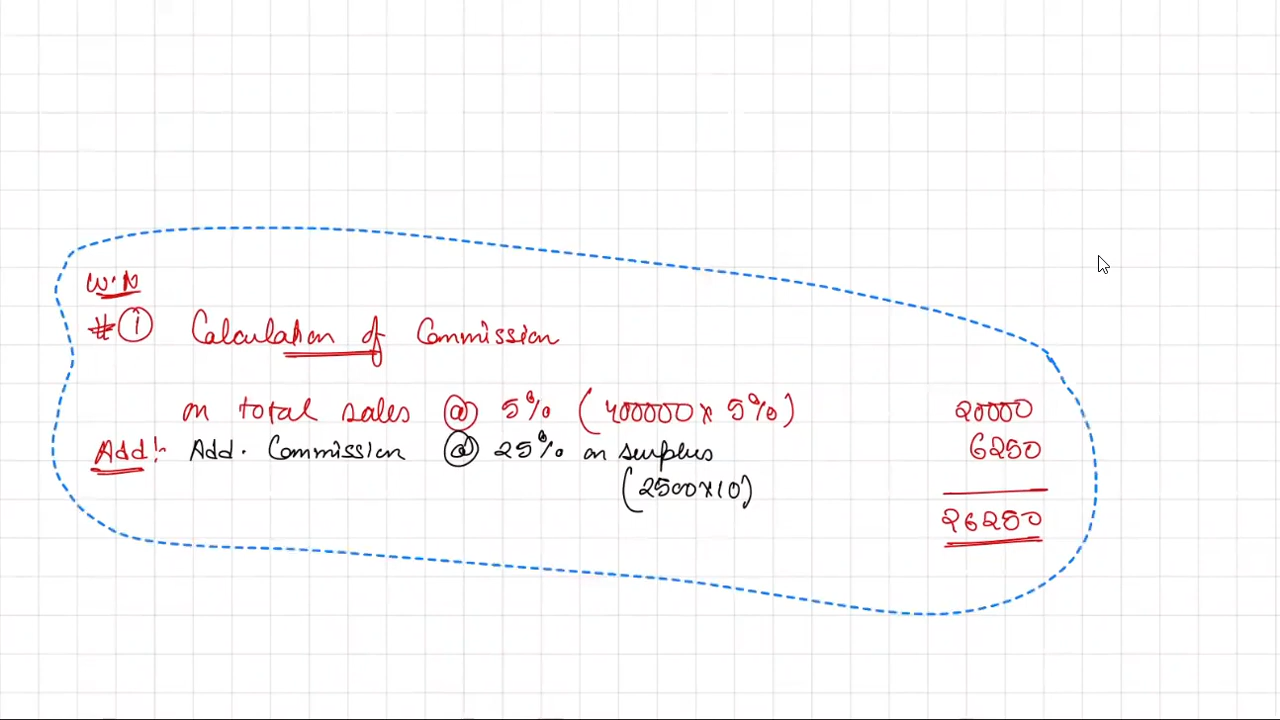 W.N
# ① Calculation of Commission
on total sales @ 5% (400000 x 5%) 20000
Add:- Add. Commission @ 25% on surplus 6250
(2500x10)
26250